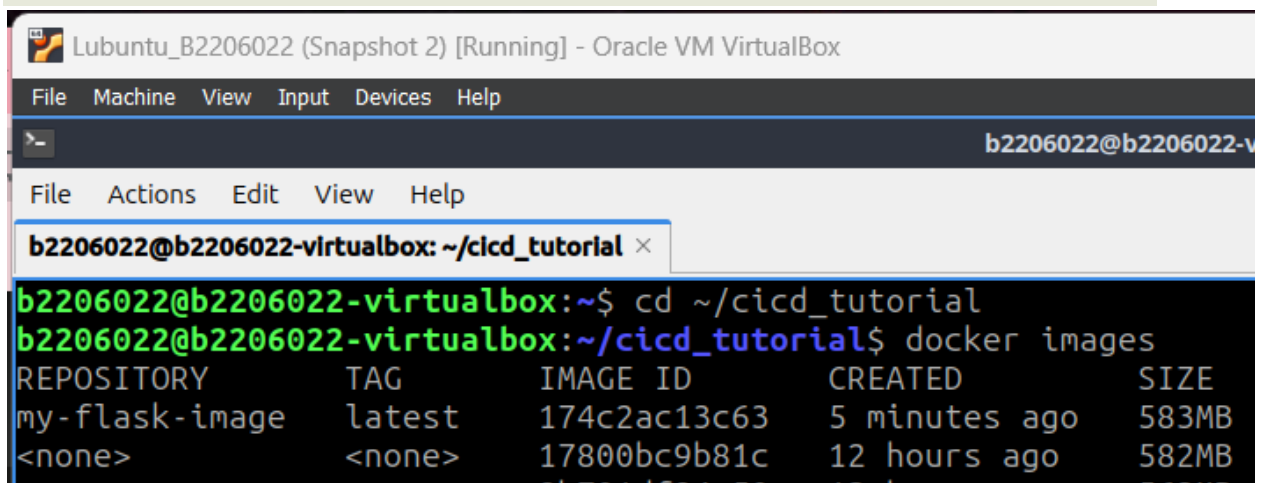 Lubuntu_B2206022 (Snapshot 2) [Running] - Oracle VM VirtualBox
File Machine View Input Devices Help
b2206022@b2206022-v
File Actions Edit View Help
b2206022@b2206022-virtualbox: ~/cicd_tutorial ×
b2206022@b2206022-virtualbox:~$ cd ~/cicd_tutorial
b2206022@b2206022-virtualbox:~/cicd_tutorial$ docker images
REPOSITORY TAG IMAGE ID CREATED SIZE
my-flask-image latest 174c2ac13c63 5 minutes ago 583MB
<none> <none> 17800bc9b81c 12 hours ago 582MB